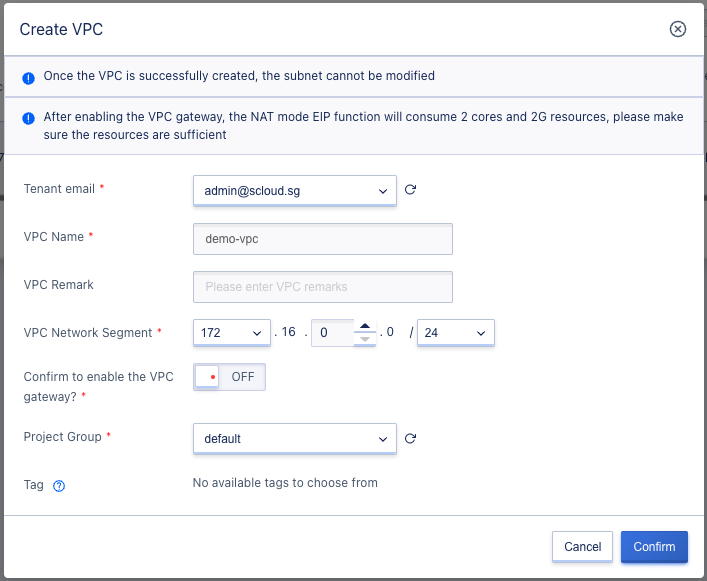 Create VPC
Once the VPC is successfully created, the subnet cannot be modified
After enabling the VPC gateway, the NAT mode EIP function will consume 2 cores and 2G resources, please make
sure the resources are sufficient
Tenant email * admin@scloud.sg
VPC Name * demo-vpc
VPC Remark Please enter VPC remarks
VPC Network Segment * 172 . 16 . 0 . 0 / 24
Confirm to enable the VPC
gateway? * OFF
Project Group * default
Tag ? No available tags to choose from
Cancel Confirm